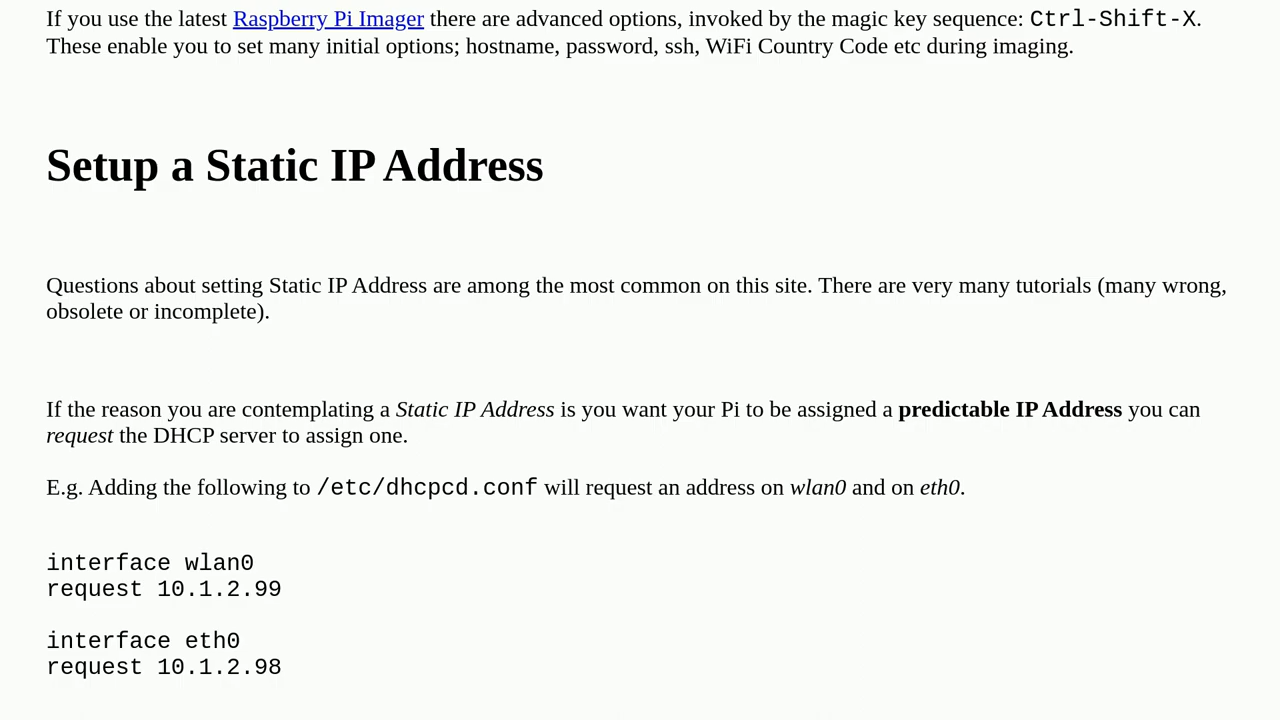 If you use the latest Raspberry Pi Imager there are advanced options, invoked by the magic key sequence: Ctrl-Shift-X.
These enable you to set many initial options; hostname, password, ssh, WiFi Country Code etc during imaging.
Setup a Static IP Address
Questions about setting Static IP Address are among the most common on this site. There are very many tutorials (many wrong,
obsolete or incomplete).
If the reason you are contemplating a Static IP Address is you want your Pi to be assigned a predictable IP Address you can
request the DHCP server to assign one.
E.g. Adding the following to /etc/dhcpcd.conf will request an address on wlan0 and on eth0.
interface wlan0
request 10.1.2.99
interface eth0
request 10.1.2.98